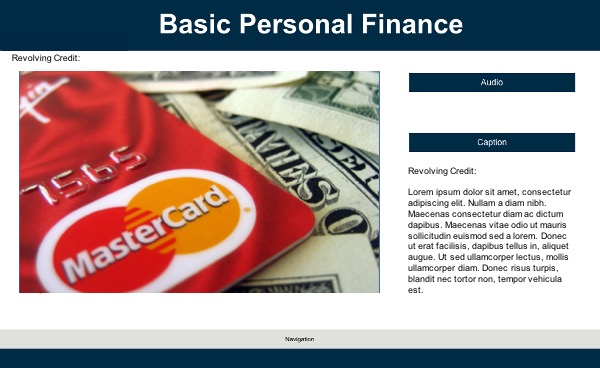 Basic Personal Finance
Revolving Credit:
Audio
Caption
Revolving Credit:
Lorem ipsum dolor sit amet, consectetur
adipiscing elit. Nullam a diam nibh.
Maecenas consectetur diam ac dictum
dapibus. Maecenas vitae odio ut mauris
sollicitudin euismod sed a lorem. Donec
ut erat facilisis, dapibus tellus in, aliquet
augue. Ut sed ullamcorper lectus, mollis
ullamcorper diam. Donec risus turpis,
blandit nec tortor non, tempor vehicula
est.
7565
MasterCard
Navigation